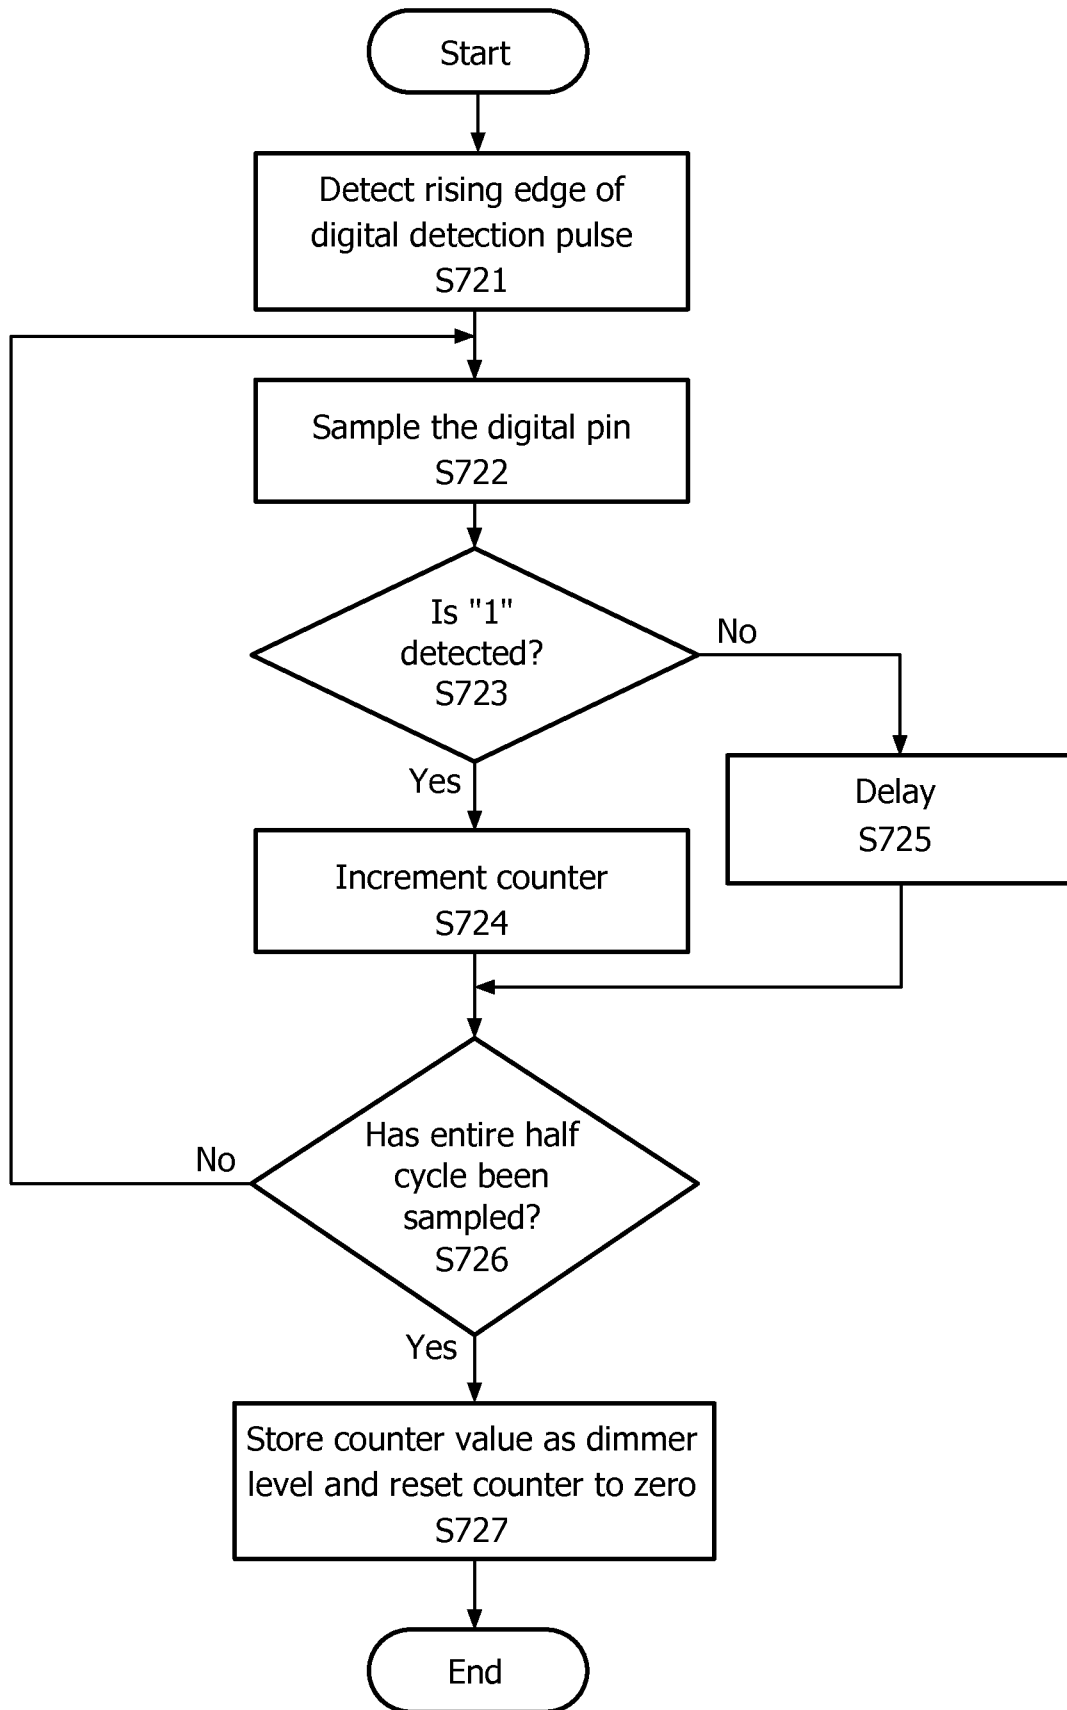 Start
Detect rising edge of
digital detection pulse
S721
Sample the digital pin
S722
Is "1"
detected?
S723
No
Yes
Delay
S725
Increment counter
S724
Has entire half
cycle been
sampled?
S726
No
Yes
Store counter value as dimmer
level and reset counter to zero
S727
End